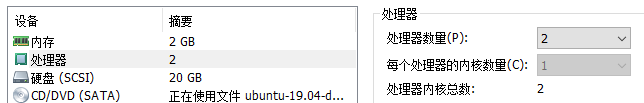 设备 摘要
内存 2 GB
处理器 2
硬盘 (SCSI) 20 GB
CD/DVD (SATA) 正在使用文件 ubuntu-19.04-d...
处理器
处理器数量(P): 2
每个处理器的内核数量(C): 1
处理器内核总数: 2